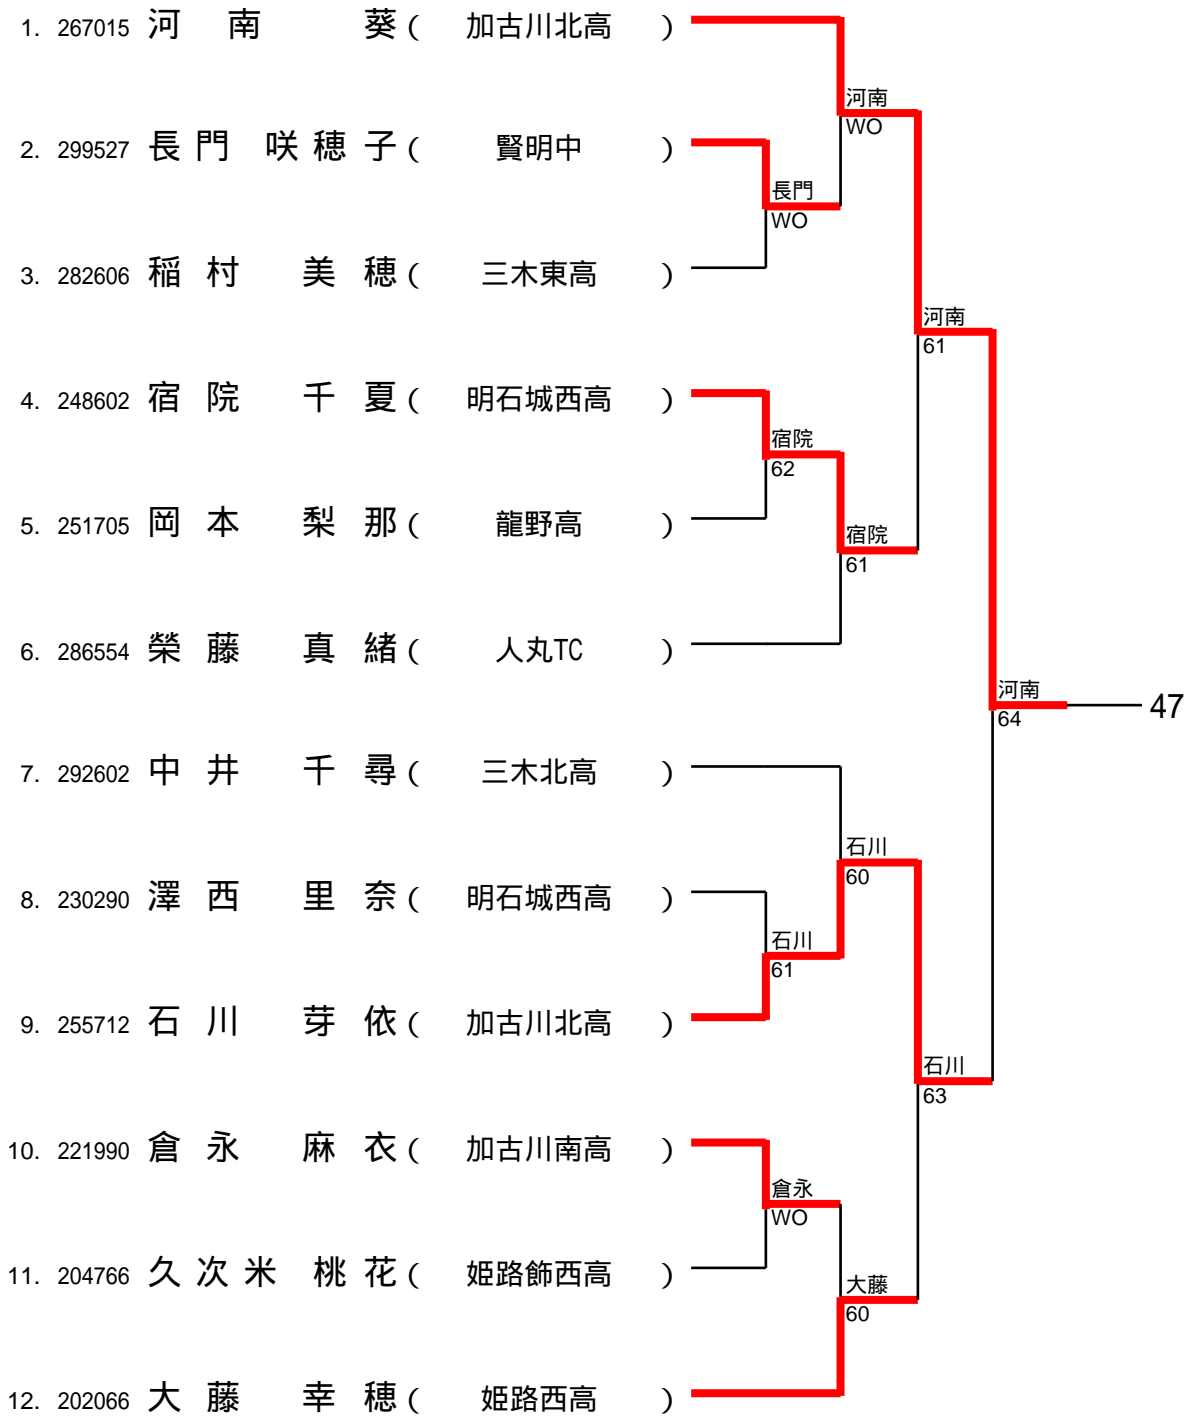 1. 267015 河 南 葵 ( 加古川北高 )
河南
WO
2. 299527 長 門 咲 穂 子 ( 賢明中 )
長門
WO
3. 282606 稲 村 美 穂 ( 三木東高 )
河南
61
4. 248602 宿 院 千 夏 ( 明石城西高 )
宿院
62
5. 251705 岡 本 梨 那 ( 龍野高 )
宿院
61
6. 286554 榮 藤 真 緒 ( 人丸TC )
河南
64
47
7. 292602 中 井 千 尋 ( 三木北高 )
石川
60
8. 230290 澤 西 里 奈 ( 明石城西高 )
石川
61
9. 255712 石 川 芽 依 ( 加古川北高 )
石川
63
10. 221990 倉 永 麻 衣 ( 加古川南高 )
倉永
WO
11. 204766 久 次 米 桃 花 ( 姫路飾西高 )
大藤
60
12. 202066 大 藤 幸 穂 ( 姫路西高 )